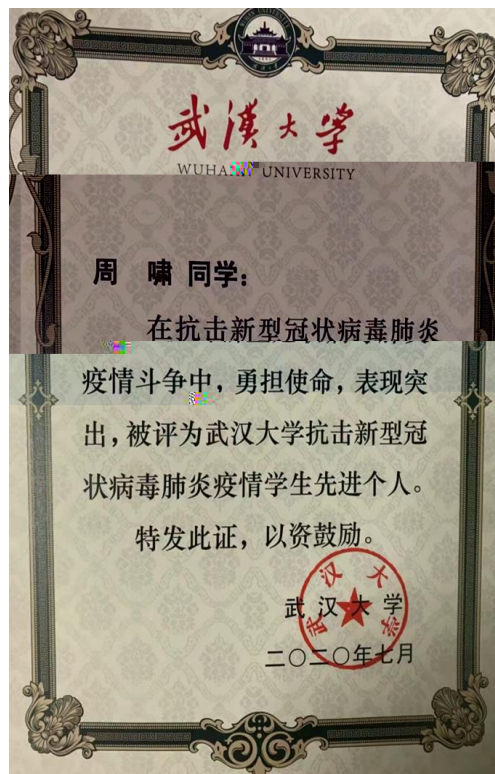 武漢大学
WUHAN UNIVERSITY
周 啸 同学：
在抗击新型冠状病毒肺炎
疫情斗争中，勇担使命，表现突
出，被评为武汉大学抗击新型冠
状病毒肺炎疫情学生先进个人。
特发此证，以资鼓励。
武汉大学
武汉大学
二〇二〇年七月